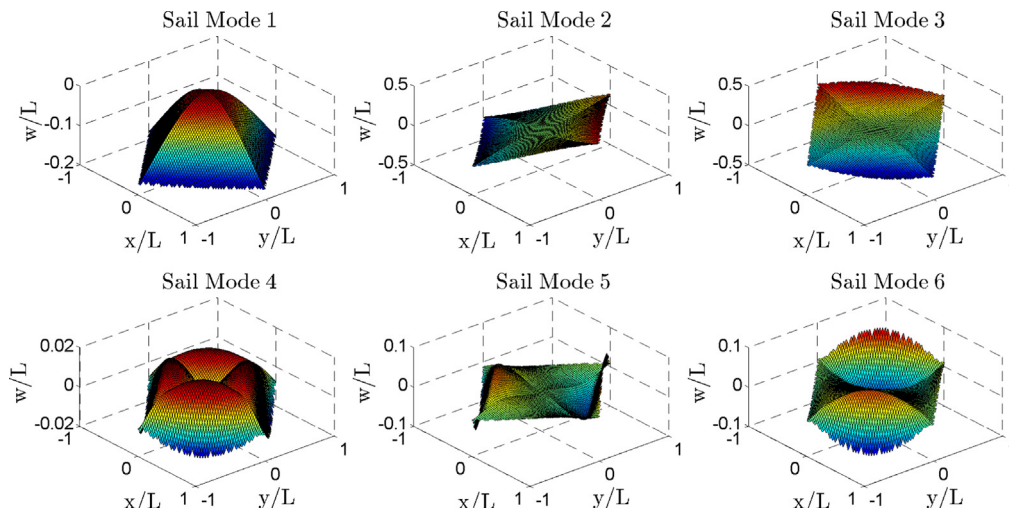 Sail Mode 1
0
-0.1
-0.2
w/L
-1
0
1
x/L
-1
0
1
y/L
Sail Mode 2
0.5
0
-0.5
w/L
-1
0
1
x/L
-1
0
1
y/L
Sail Mode 3
0.5
0
-0.5
w/L
-1
0
1
x/L
-1
0
1
y/L
Sail Mode 4
0.02
0
-0.02
w/L
-1
0
1
x/L
-1
0
1
y/L
Sail Mode 5
0.1
0
-0.1
w/L
-1
0
1
x/L
-1
0
1
y/L
Sail Mode 6
0.1
0
-0.1
w/L
-1
0
1
x/L
-1
0
1
y/L